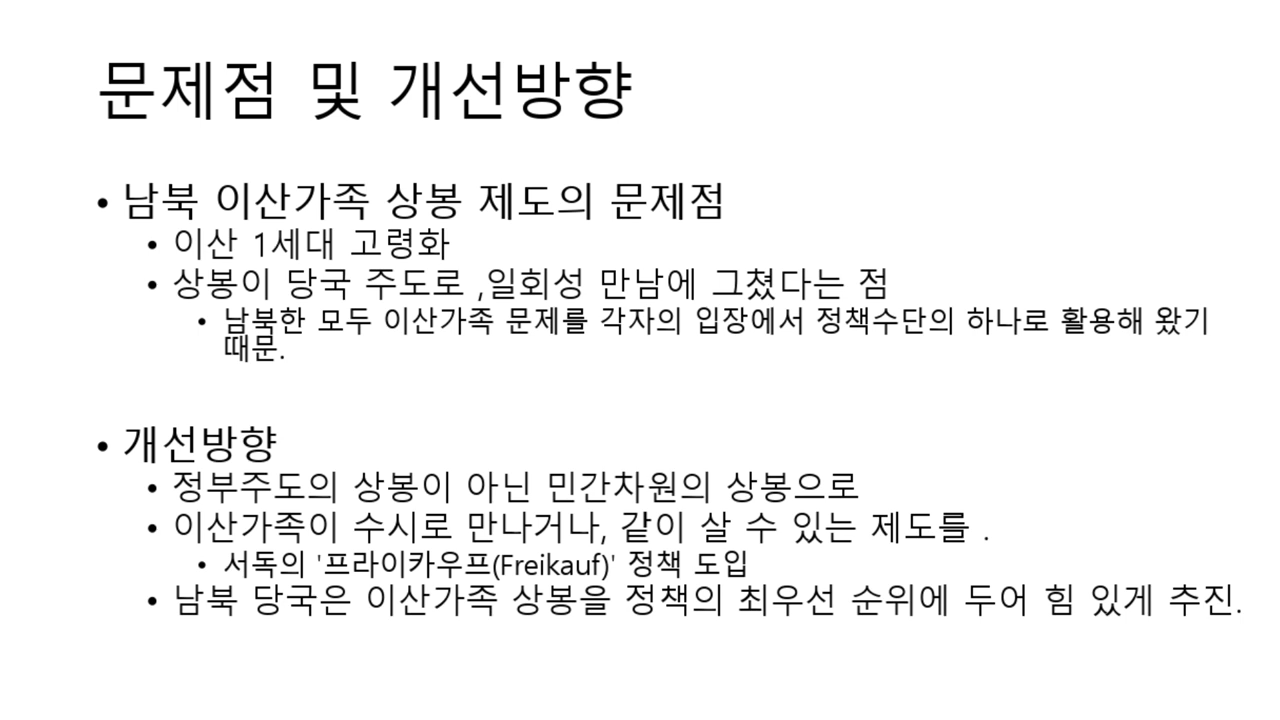 문제점 및 개선방향
• 남북 이산가족 상봉 제도의 문제점
• 이산 1세대 고령화
• 상봉이 당국 주도로 ,일회성 만남에 그쳤다는 점
• 남북한 모두 이산가족 문제를 각자의 입장에서 정책수단의 하나로 활용해 왔기
때문.
• 개선방향
• 정부주도의 상봉이 아닌 민간차원의 상봉으로
• 이산가족이 수시로 만나거나, 같이 살 수 있는 제도를 .
• 서독의 '프라이카우프(Freikauf)' 정책 도입
• 남북 당국은 이산가족 상봉을 정책의 최우선 순위에 두어 힘 있게 추진.